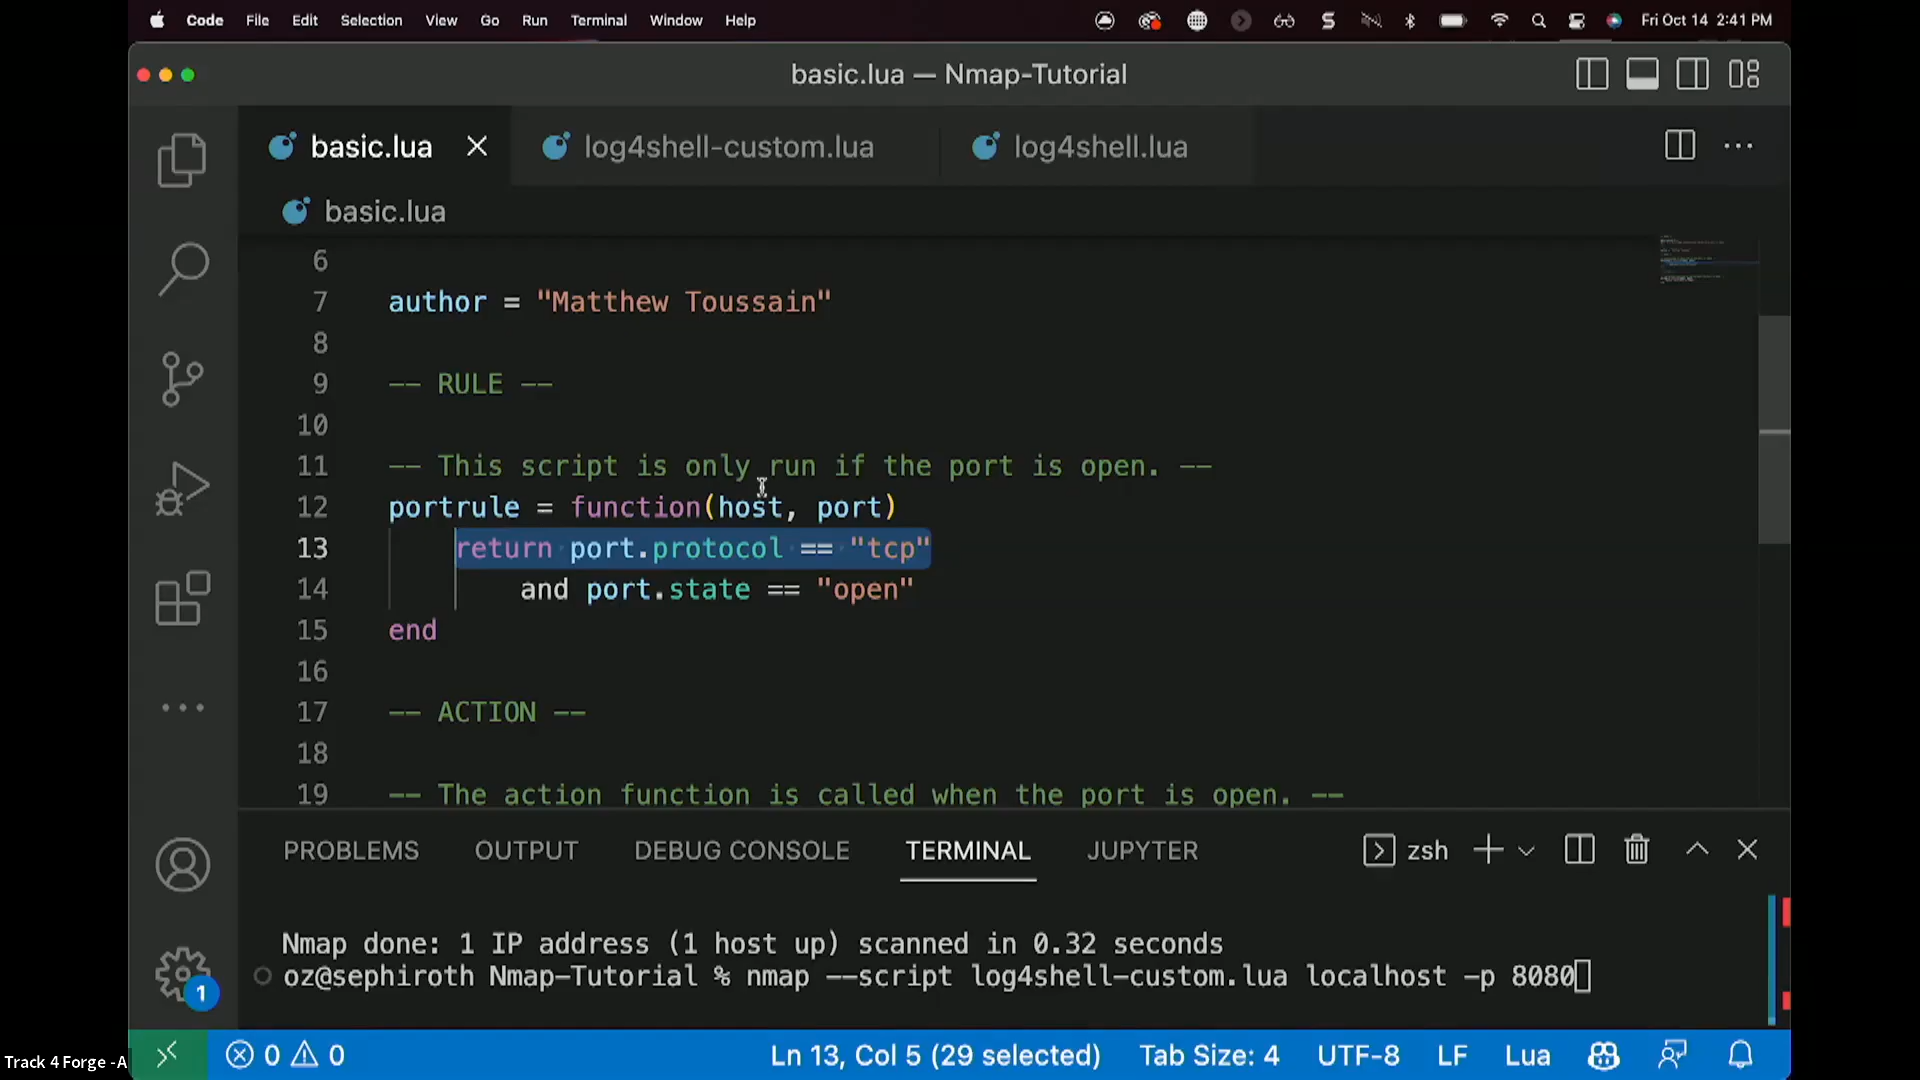 Code File Edit Selection View Go Run Terminal Window Help Fri Oct 14 2:41 PM
basic.lua — Nmap-Tutorial
basic.lua log4shell-custom.lua log4shell.lua
basic.lua
6
7 author = "Matthew Toussain"
8
9 -- RULE --
10
11 -- This script is only run if the port is open. --
12 portrule = function(host, port)
13 return port.protocol == "tcp"
14 and port.state == "open"
15 end
16
17 -- ACTION --
18
19 -- The action function is called when the port is open. --
PROBLEMS OUTPUT DEBUG CONSOLE TERMINAL JUPYTER zsh
Nmap done: 1 IP address (1 host up) scanned in 0.32 seconds
oz@sephiroth Nmap-Tutorial % nmap --script log4shell-custom.lua localhost -p 8080
1
Track 4 Forge -A
0 0 Ln 13, Col 5 (29 selected) Tab Size: 4 UTF-8 LF Lua